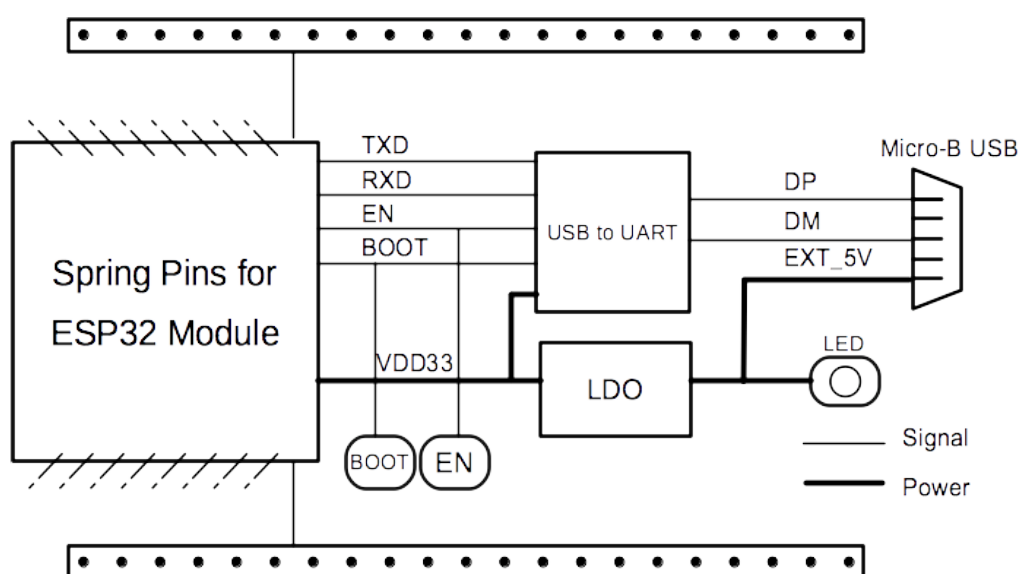 TXD
Micro-B USB
RXD
DP
EN
DM
USB to UART
BOOT
EXT_5V
Spring Pins for
ESP32 Module
VDD33
LED
LDO
BOOT
EN
Signal
Power